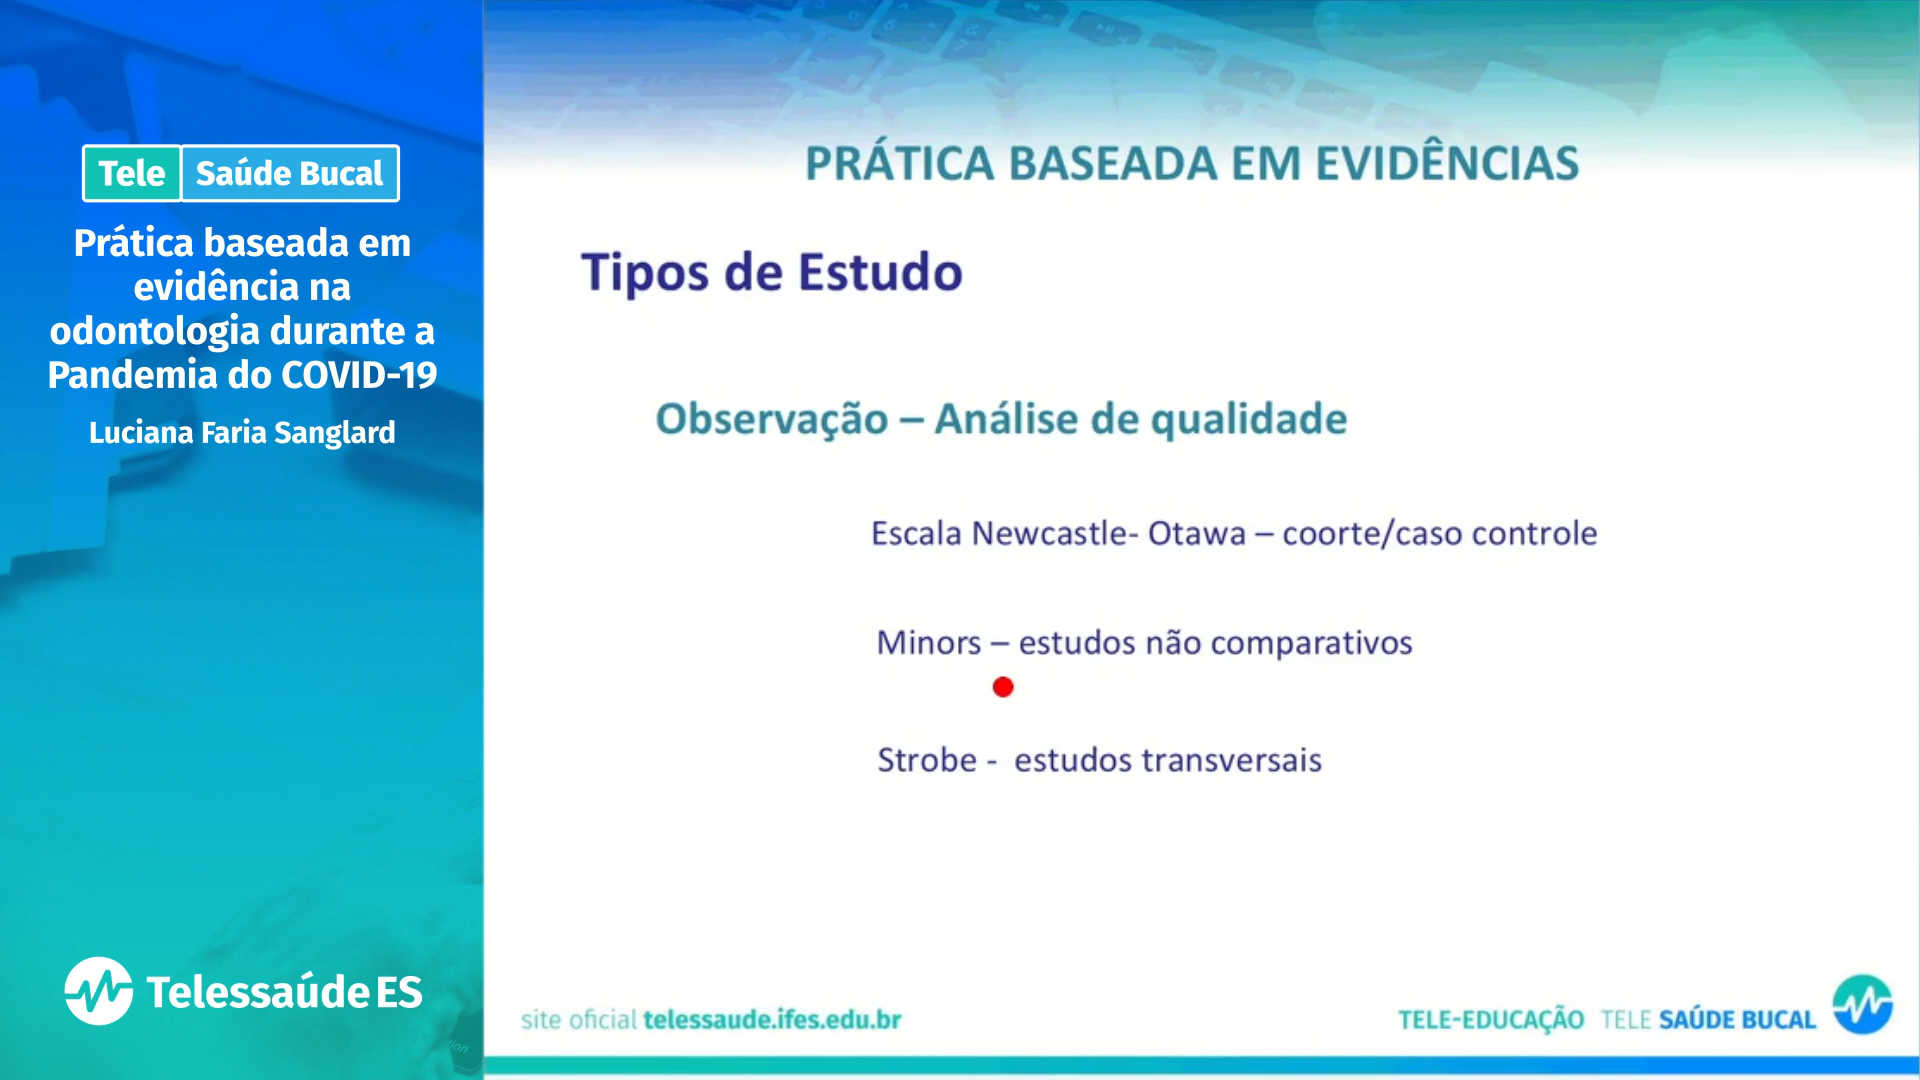 Tele Saúde Bucal
Prática baseada em
evidência na
odontologia durante a
Pandemia do COVID-19
Luciana Faria Sanglard
TelessaúdeES
PRÁTICA BASEADA EM EVIDÊNCIAS
Tipos de Estudo
Observação – Análise de qualidade
Escala Newcastle- Otawa – coorte/caso controle
Minors – estudos não comparativos
Strobe - estudos transversais
site oficial telessaude.ifes.edu.br
TELE-EDUCAÇÃO TELE SAÚDE BUCAL